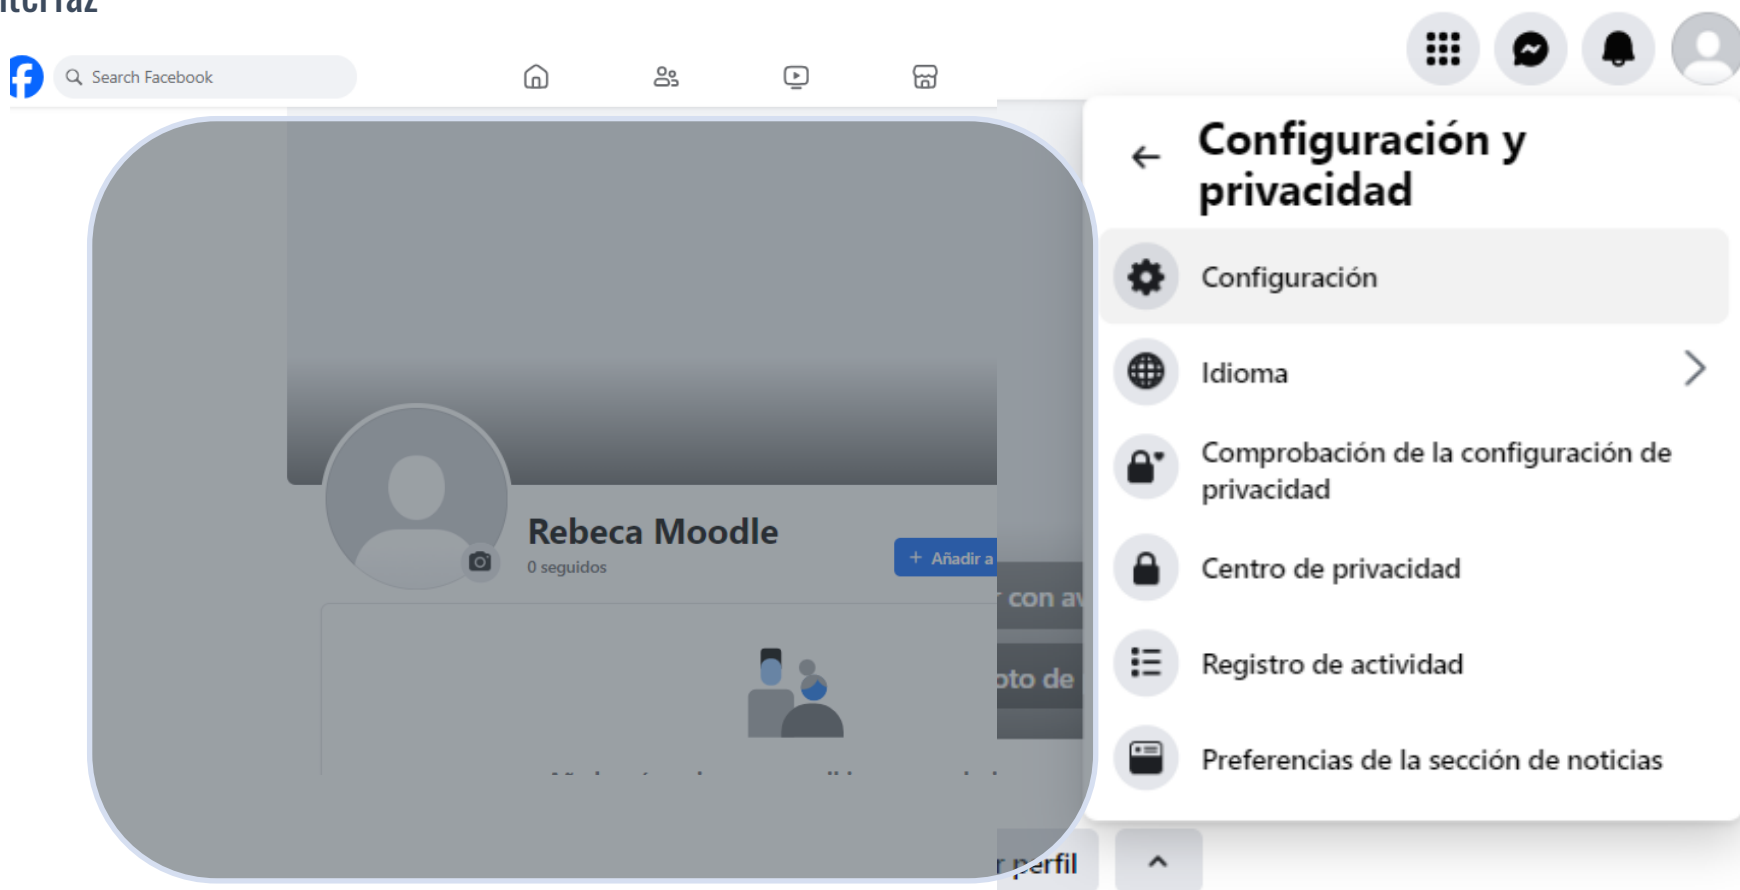 Search Facebook
Configuración y
privacidad
Configuración
Idioma
Comprobación de la configuración de
privacidad
Centro de privacidad
Registro de actividad
Preferencias de la sección de noticias
Rebeca Moodle
0 seguidos
+ Añadir a
con
oto de
r perfil